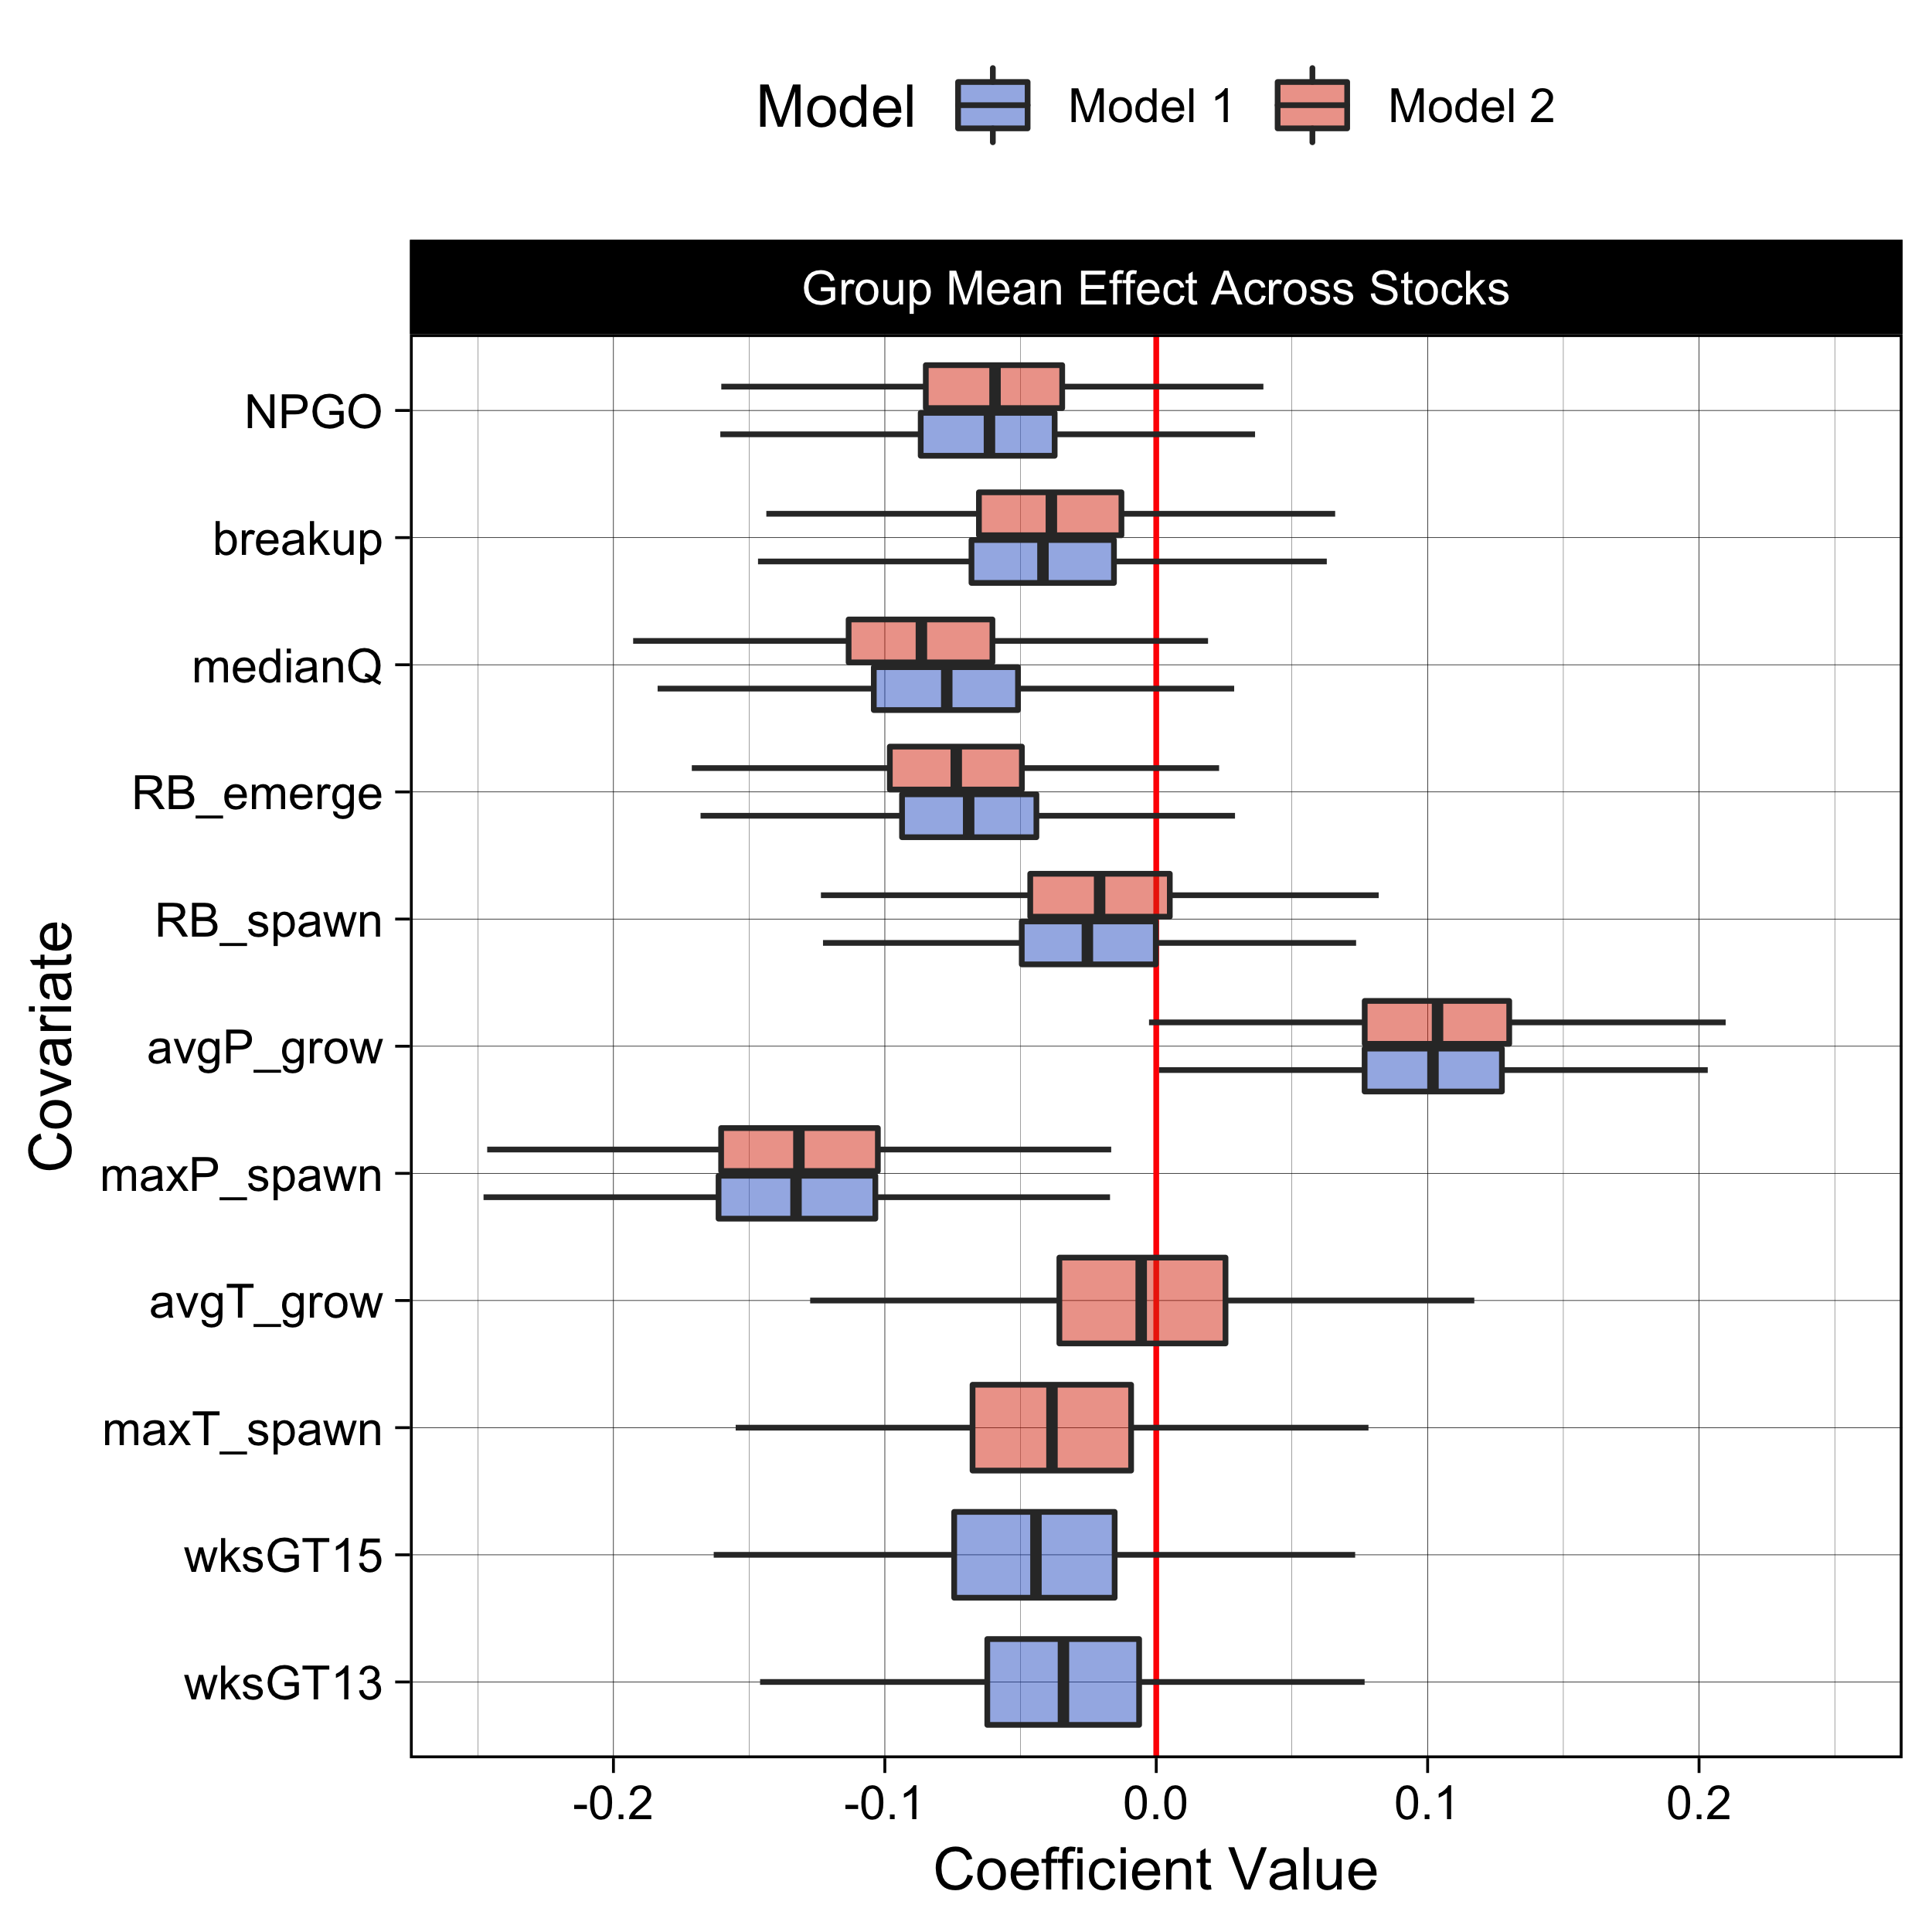 Model Model 1 Model 2
Group Mean Effect Across Stocks
NPGO
breakup
medianQ
RB_emerge
RB_spawn
avgP_grow
maxP_spawn
avgT_grow
maxT_spawn
wksGT15
wksGT13
Covariate
-0.2 -0.1 0.0 0.1 0.2
Coefficient Value